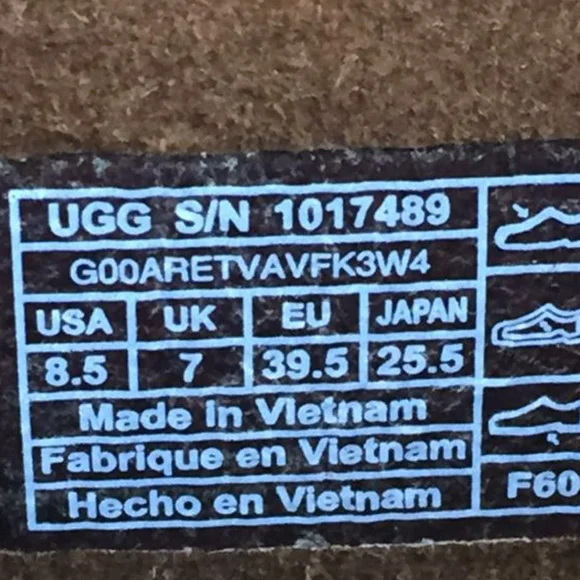 UGG S/N 1017489
G00ARETVAVFK3W4
USA UK EU JAPAN
8.5 7 39.5 25.5
Made In Vietnam
Fabrique en Vietnam
Hecho en Vietnam
F60